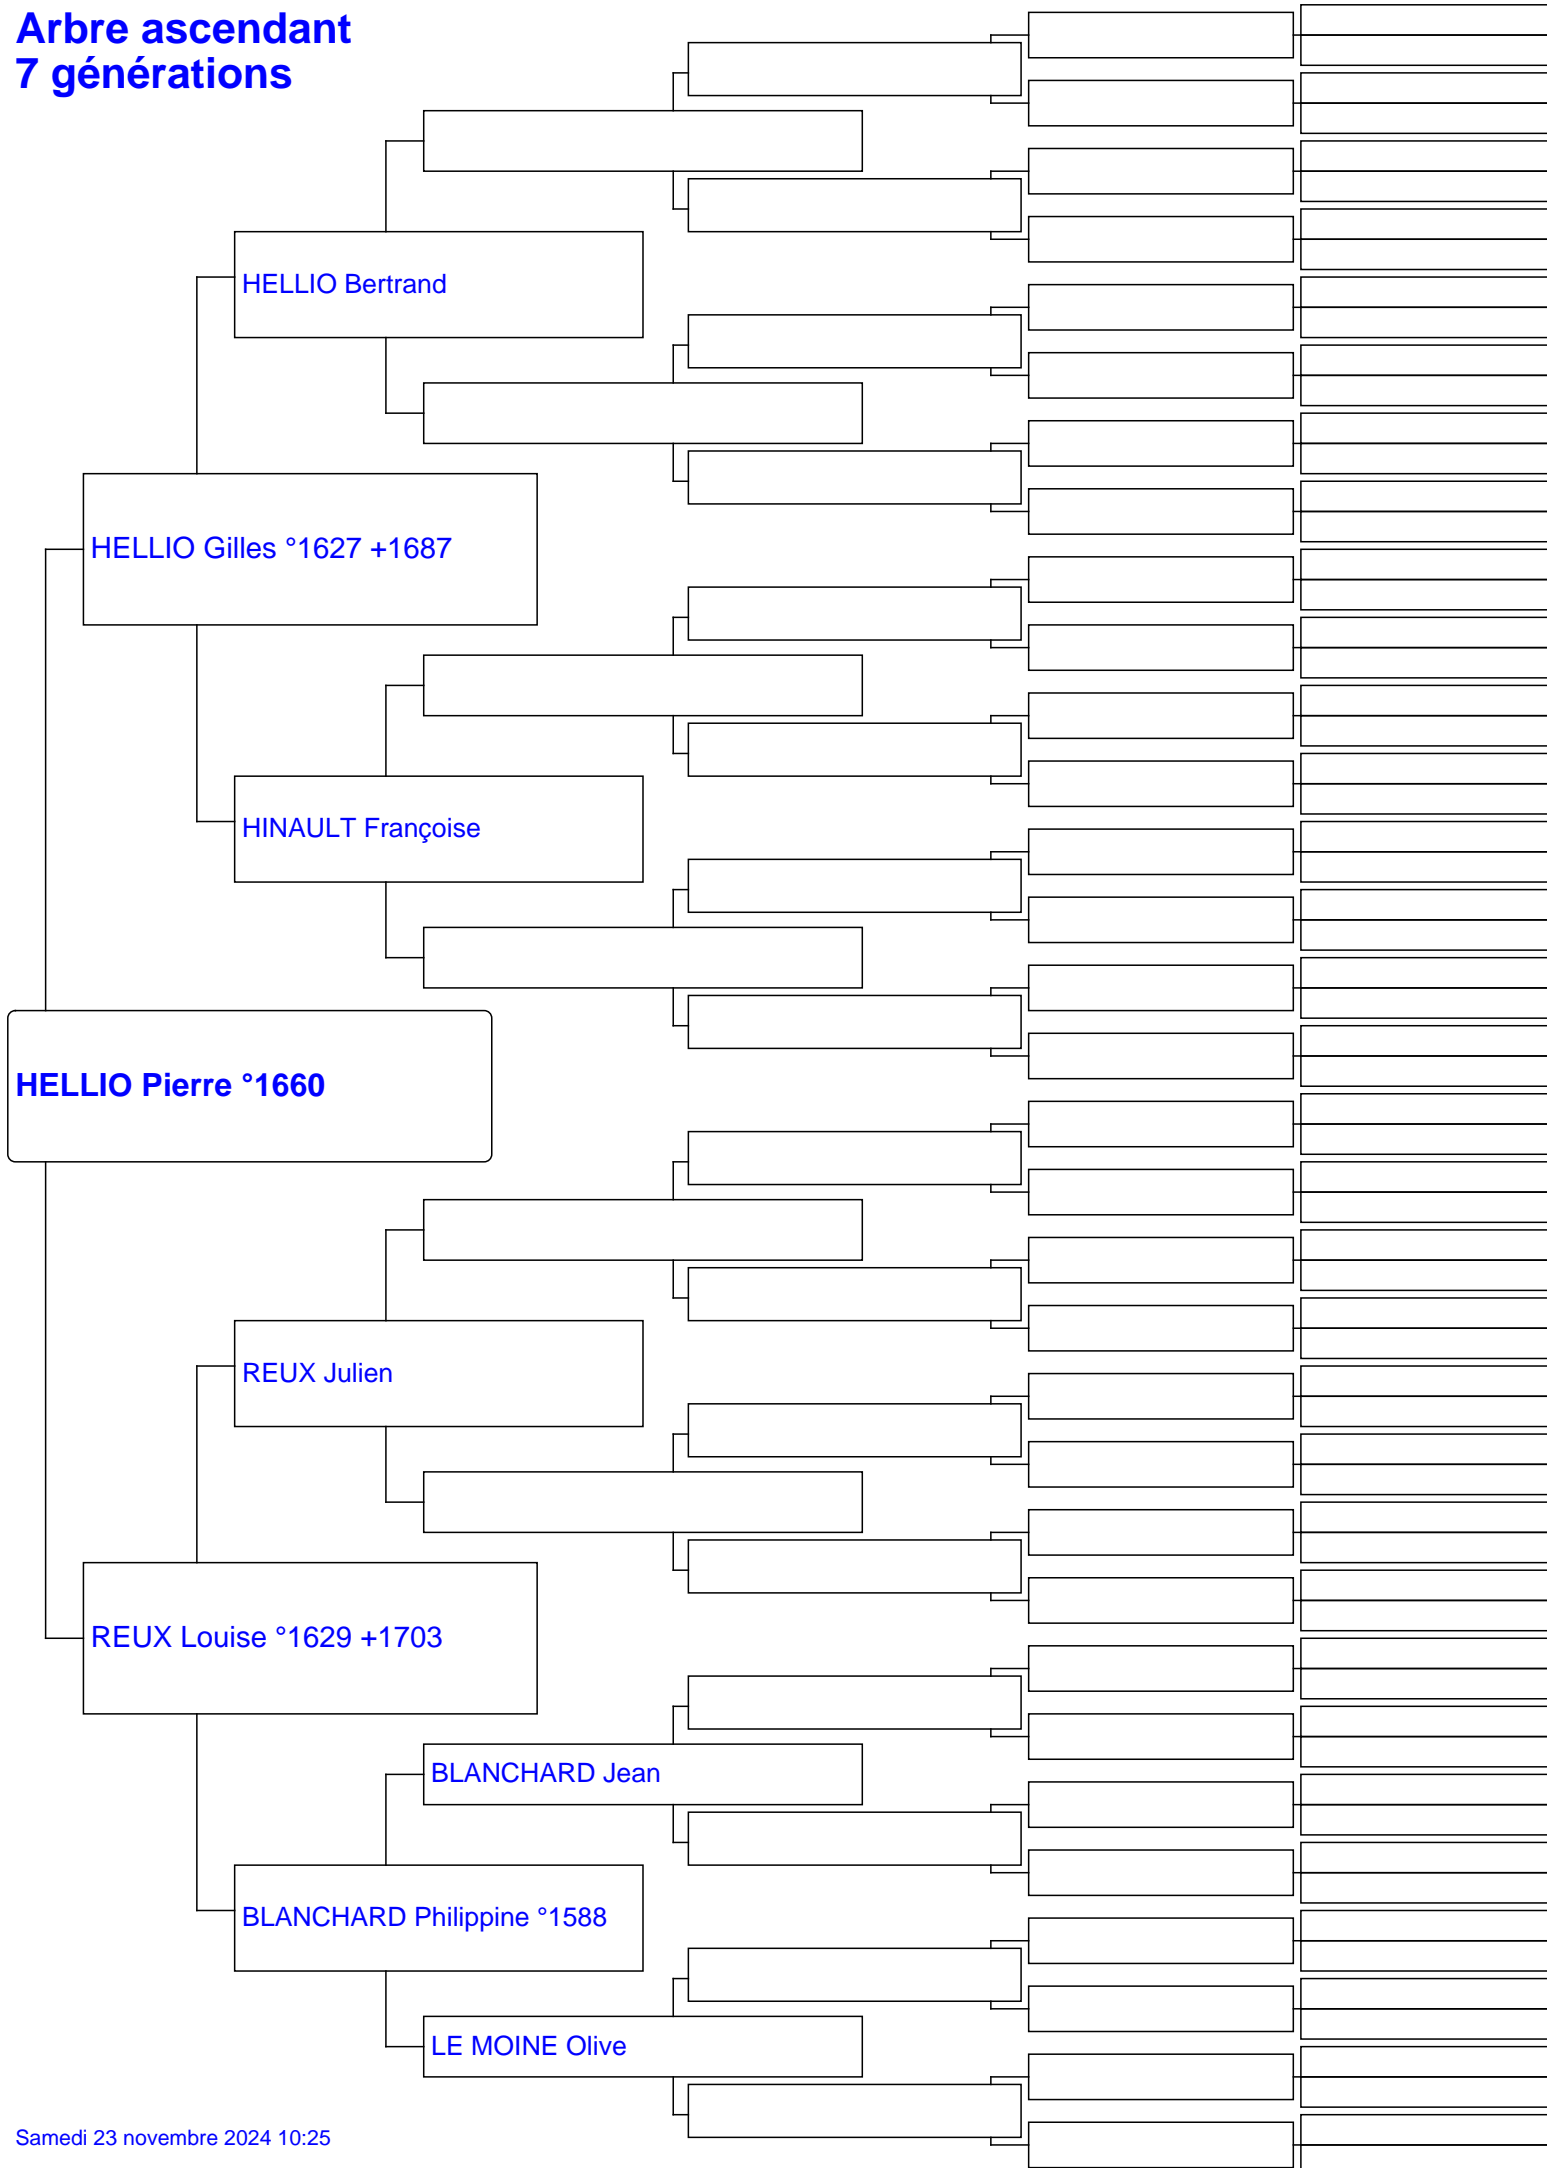 Arbre ascendant
7 générations
HELLIO Bertrand
HELLIO Gilles °1627 +1687
HINAULT Françoise
HELLIO Pierre °1660
REUX Julien
REUX Louise °1629 +1703
BLANCHARD Jean
BLANCHARD Philippine °1588
LE MOINE Olive
Samedi 23 novembre 2024 10:25